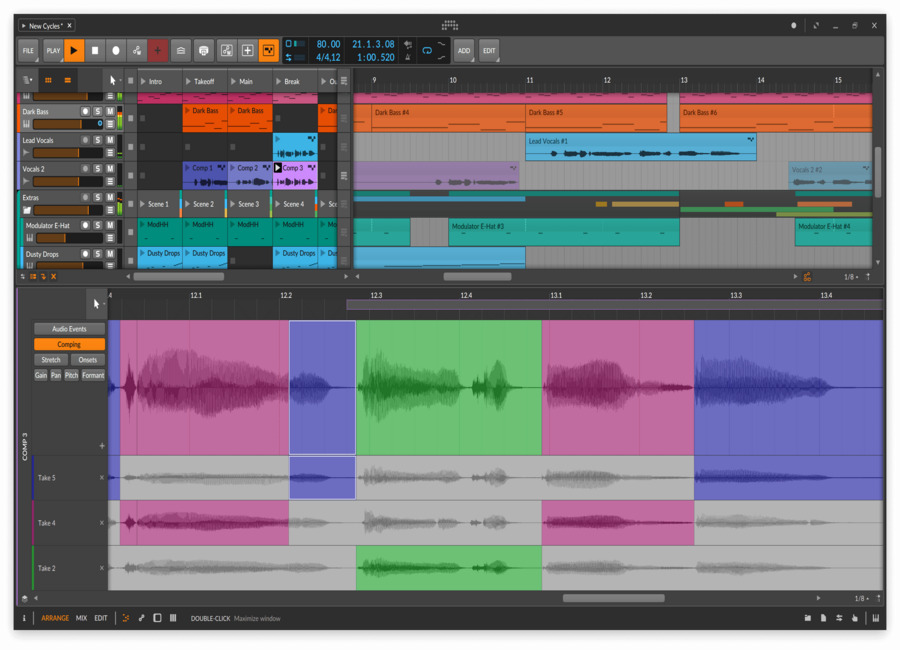 New Cycles* x
FILE PLAY 80.00 21.1.3.08 ADD EDIT
4/4,12 1:00.520
Intro Takeoff Main Break 9 10 11 12 13 14 15
Dark Bass S M Dark Bass Dark Bass Dark Bass #4 Dark Bass #5 Dark Bass #6
Lead Vocals S M Lead Vocals #1
Vocals 2 S M Comp 1 Comp 2 Comp 3 Vocals 2 #2
Extras S M Scene 1 Scene 2 Scene 3 Scene 4
Modulator E-Hat S M ModHH ModHH ModHH ModHH Modulator E-Hat #3 Modulator E-Hat #4
Dusty Drops S M Dusty Drops Dusty Drops Dusty Drops
1/8
4 12.1 12.2 12.3 12.4 13.1 13.2 13.3 13.4
Audio Events
Comping
Stretch Onsets
Gain Pan Pitch Formant
COMP 3
+
Take 5 x
Take 4 x
Take 2 x
1/8
i ARRANGE MIX EDIT DOUBLE-CLICK Maximize window